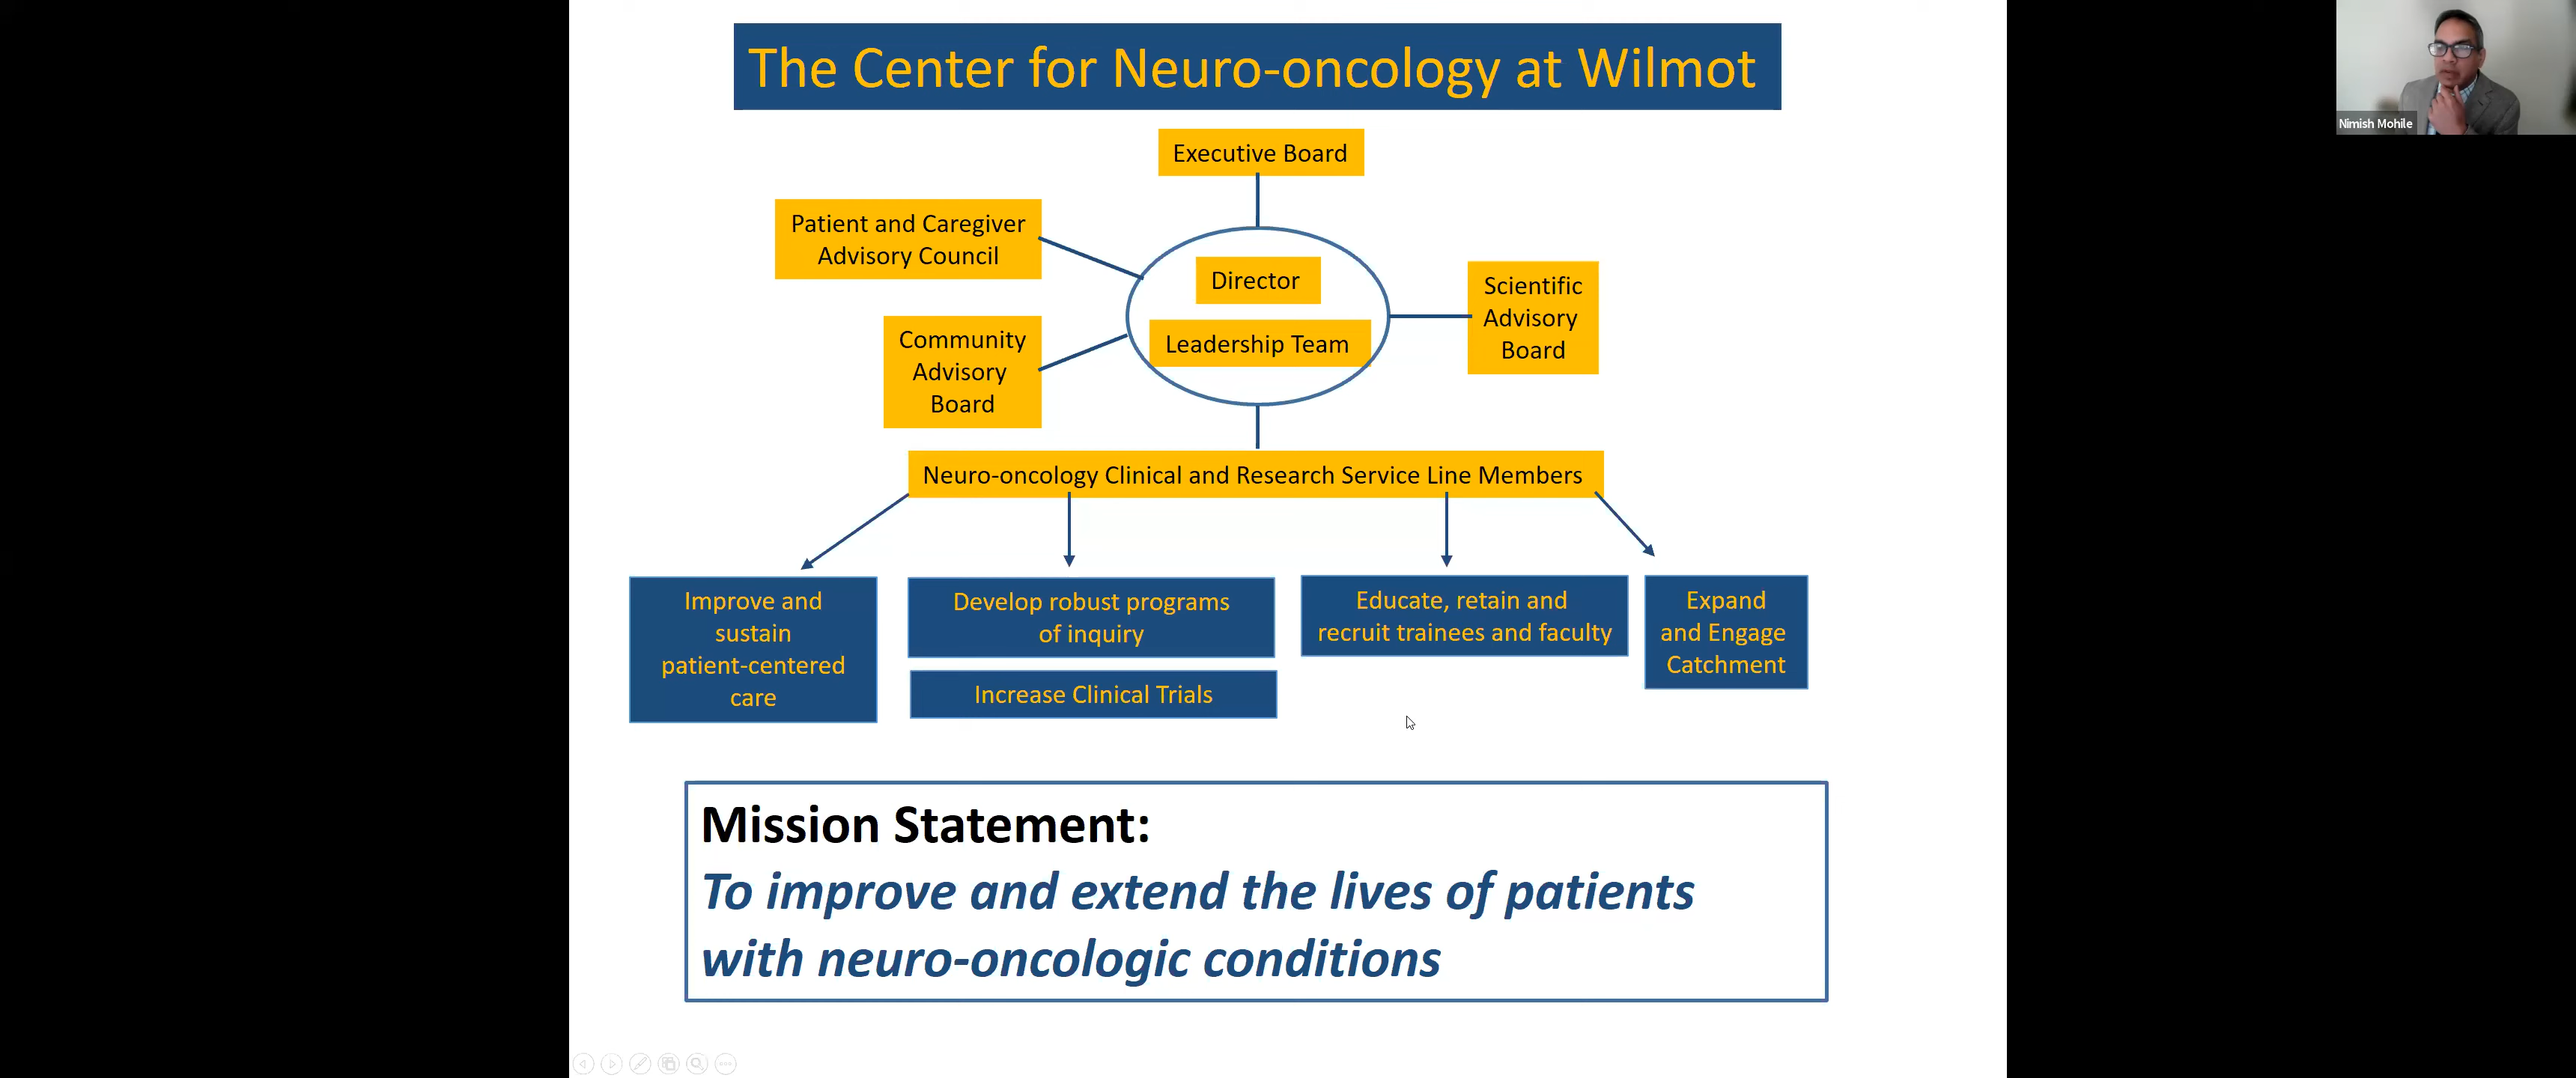 The Center for Neuro-oncology at Wilmot
Nimish Mohile
Executive Board
Patient and Caregiver
Advisory Council
Director
Leadership Team
Scientific
Advisory
Board
Community
Advisory
Board
Neuro-oncology Clinical and Research Service Line Members
Improve and
sustain
patient-centered
care
Develop robust programs
of inquiry
Increase Clinical Trials
Educate, retain and
recruit trainees and faculty
Expand
and Engage
Catchment
Mission Statement:
To improve and extend the lives of patients
with neuro-oncologic conditions